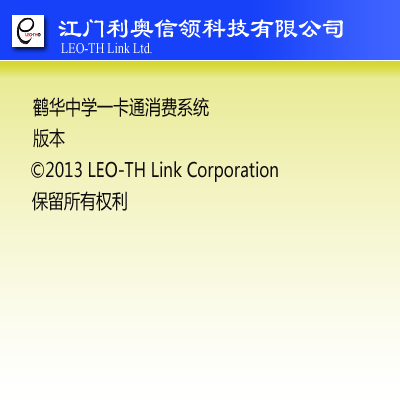 LEO-TH
江门利奥信领科技有限公司
LEO-TH Link Ltd.
鹤华中学一卡通消费系统
版本
©2013 LEO-TH Link Corporation
保留所有权利